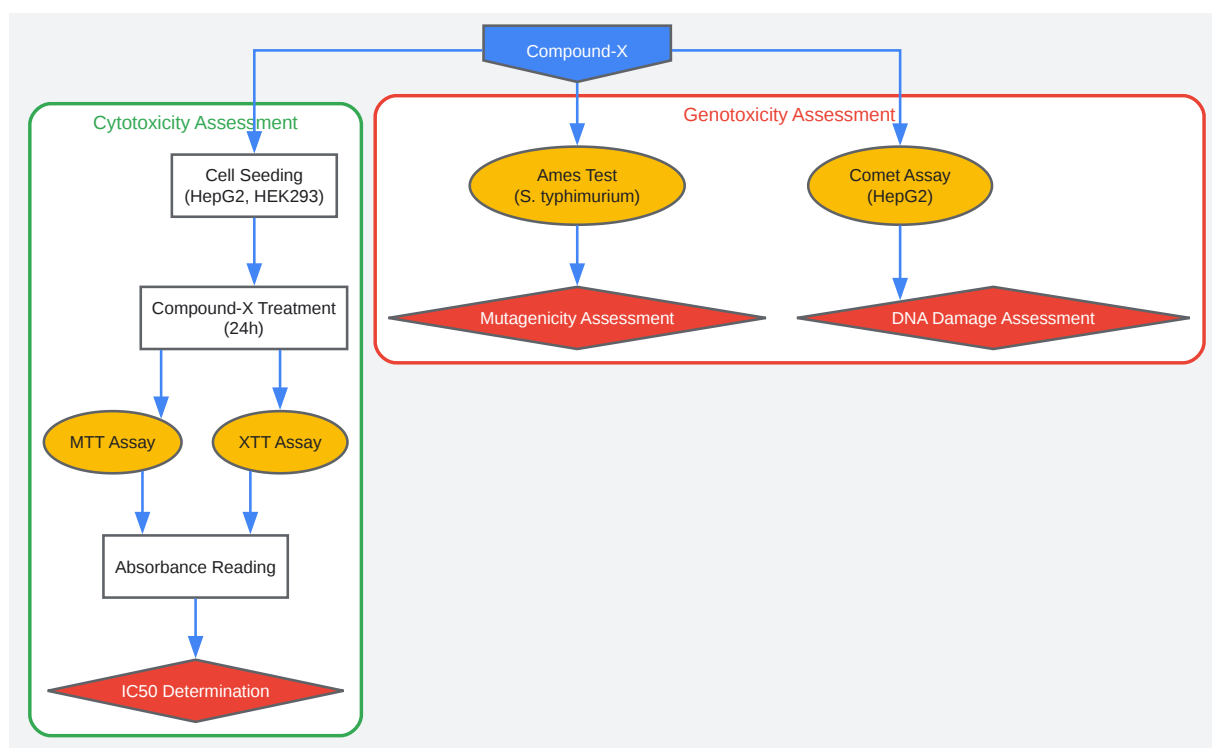 Compound-X
Cytotoxicity Assessment
Genotoxicity Assessment
Cell Seeding
(HepG2, HEK293)
Ames Test
(S. typhimurium)
Comet Assay
(HepG2)
Compound-X Treatment
(24h)
Mutagenicity Assessment
DNA Damage Assessment
MTT Assay
XTT Assay
Absorbance Reading
IC50 Determination